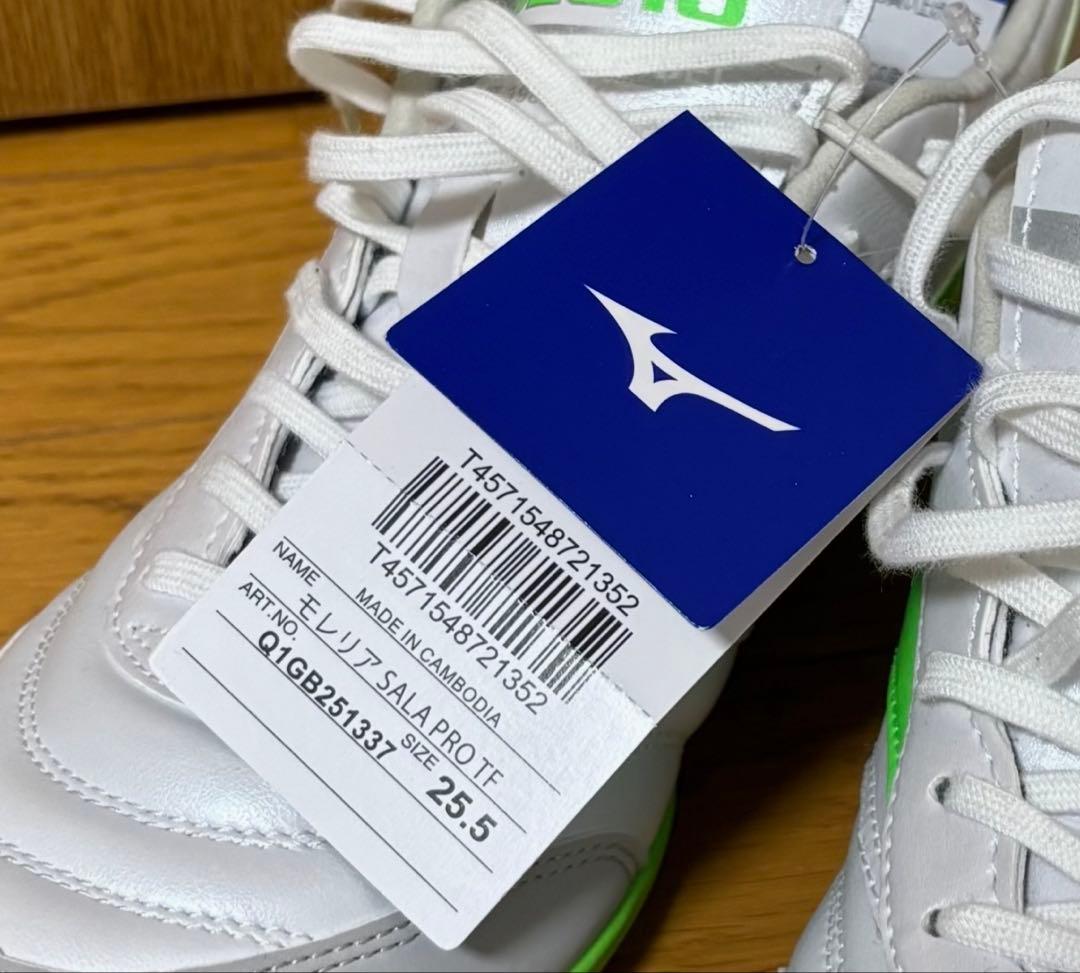 T4571548721352
T4571548721352
MADE IN CAMBODIA
NAME モレリア SALA PRO TF
ART.NO. Q1GB251337 SIZE 25.5